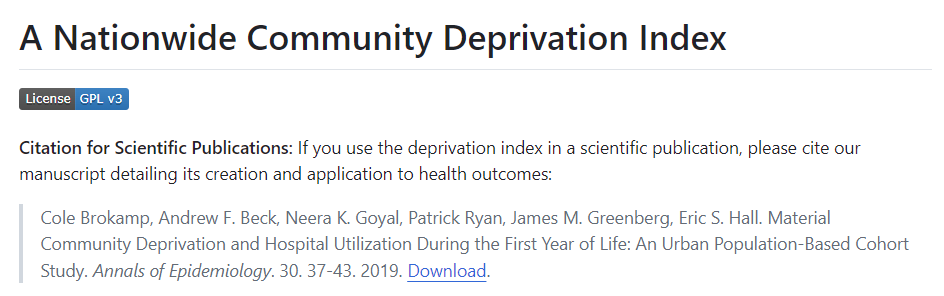 A Nationwide Community Deprivation Index
License GPL v3
Citation for Scientific Publications: If you use the deprivation index in a scientific publication, please cite our
manuscript detailing its creation and application to health outcomes:
Cole Brokamp, Andrew F. Beck, Neera K. Goyal, Patrick Ryan, James M. Greenberg, Eric S. Hall. Material
Community Deprivation and Hospital Utilization During the First Year of Life: An Urban Population-Based Cohort
Study. Annals of Epidemiology. 30. 37-43. 2019. Download.